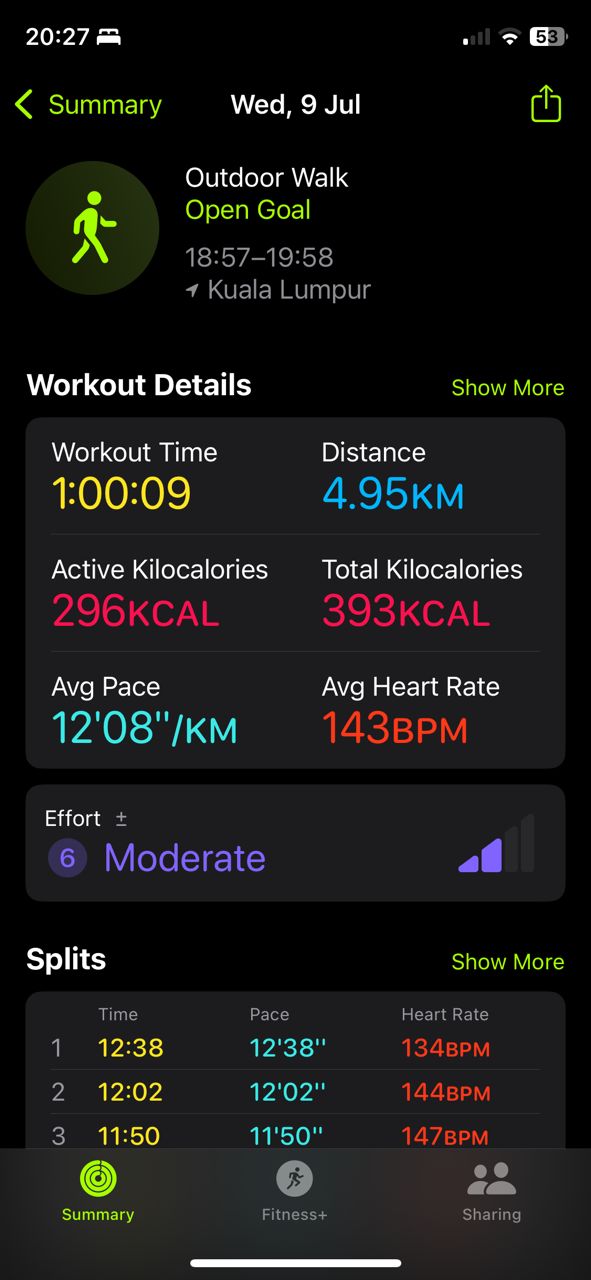 20:27
53
Summary
Wed, 9 Jul
Outdoor Walk
Open Goal
18:57–19:58
Kuala Lumpur
Workout Details
Show More
Workout Time
Distance
1:00:09
4.95KM
Active Kilocalories
Total Kilocalories
296KCAL
393KCAL
Avg Pace
Avg Heart Rate
12'08''/KM
143BPM
Effort ±
6 Moderate
Splits
Show More
Time Pace Heart Rate
1 12:38 12'38'' 134BPM
2 12:02 12'02'' 144BPM
3 11:50 11'50'' 147BPM
Summary
Fitness+
Sharing